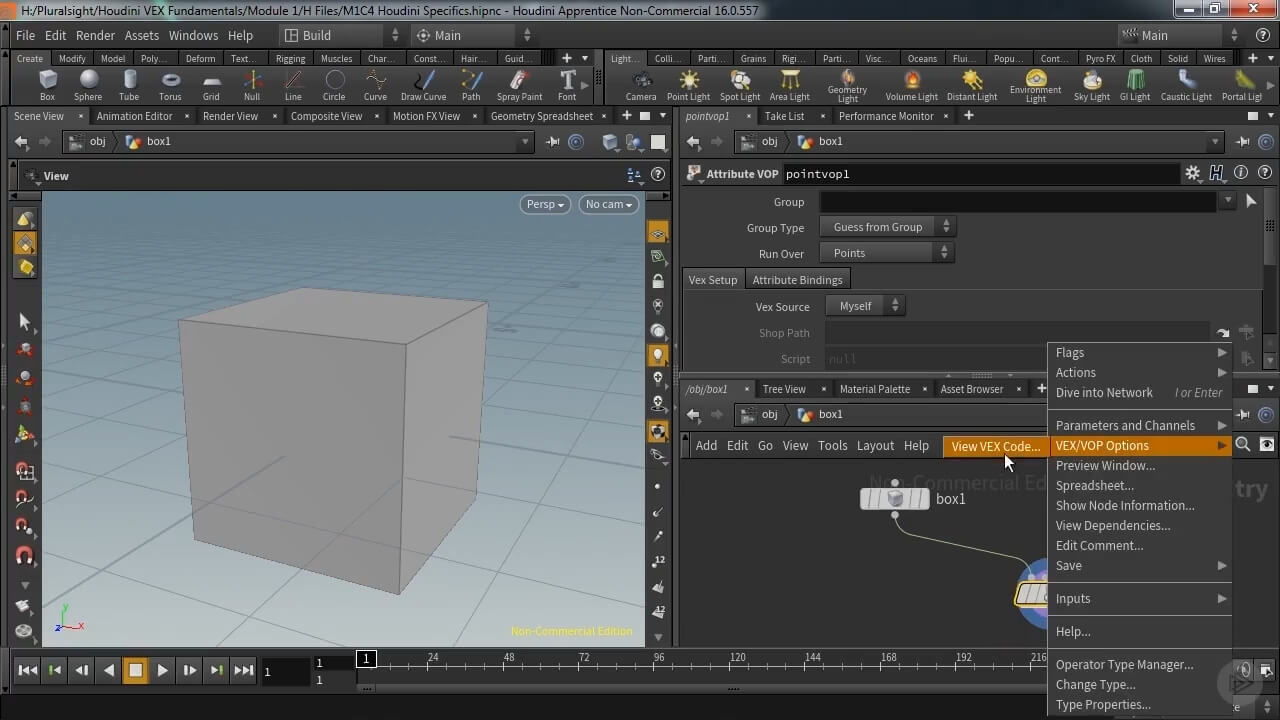 H:/Pluralsight/Houdini VEX Fundamentals/Module 1/H Files/M1C4 Houdini Specifics.hipnc - Houdini Apprentice Non-Commercial 16.0.557
File Edit Render Assets Windows Help Build Main Main
Create Modify Model Poly... Deform Text... Rigging Muscles Char... Const... Hair... Guid...
Light... Colli... Parti... Grains Rigi... Parti... Visc... Oceans Flui... Popu... Cont... Pyro FX Cloth Solid Wires
Box Sphere Tube Torus Grid Null Line Circle Curve Draw Curve Path Spray Paint Font
Camera Point Light Spot Light Area Light Geometry Light Volume Light Distant Light Environment Light Sky Light GI Light Caustic Light Portal Ligh
Scene View Animation Editor Render View Composite View Motion FX View Geometry Spreadsheet
pointvop1 Take List Performance Monitor
obj box1
obj box1
View
Attribute VOP pointvop1
Persp No cam
Group
Group Type Guess from Group
Run Over Points
Vex Setup Attribute Bindings
Vex Source Myself
Shop Path
Script null
/obj/box1 Tree View Material Palette Asset Browser
obj box1
Add Edit Go View Tools Layout Help
View VEX Code...
Flags
Actions
Dive into Network I or Enter
Parameters and Channels
VEX/VOP Options
Preview Window...
Spreadsheet...
Show Node Information...
View Dependencies...
Edit Comment...
Save
Inputs
Help...
Operator Type Manager...
Change Type...
Type Properties...
Non-Commercial Ed
try
box1
12
12
y
z x
Non-Commercial Edition
1
1
1
1 24 48 72 96 120 144 168 192 216